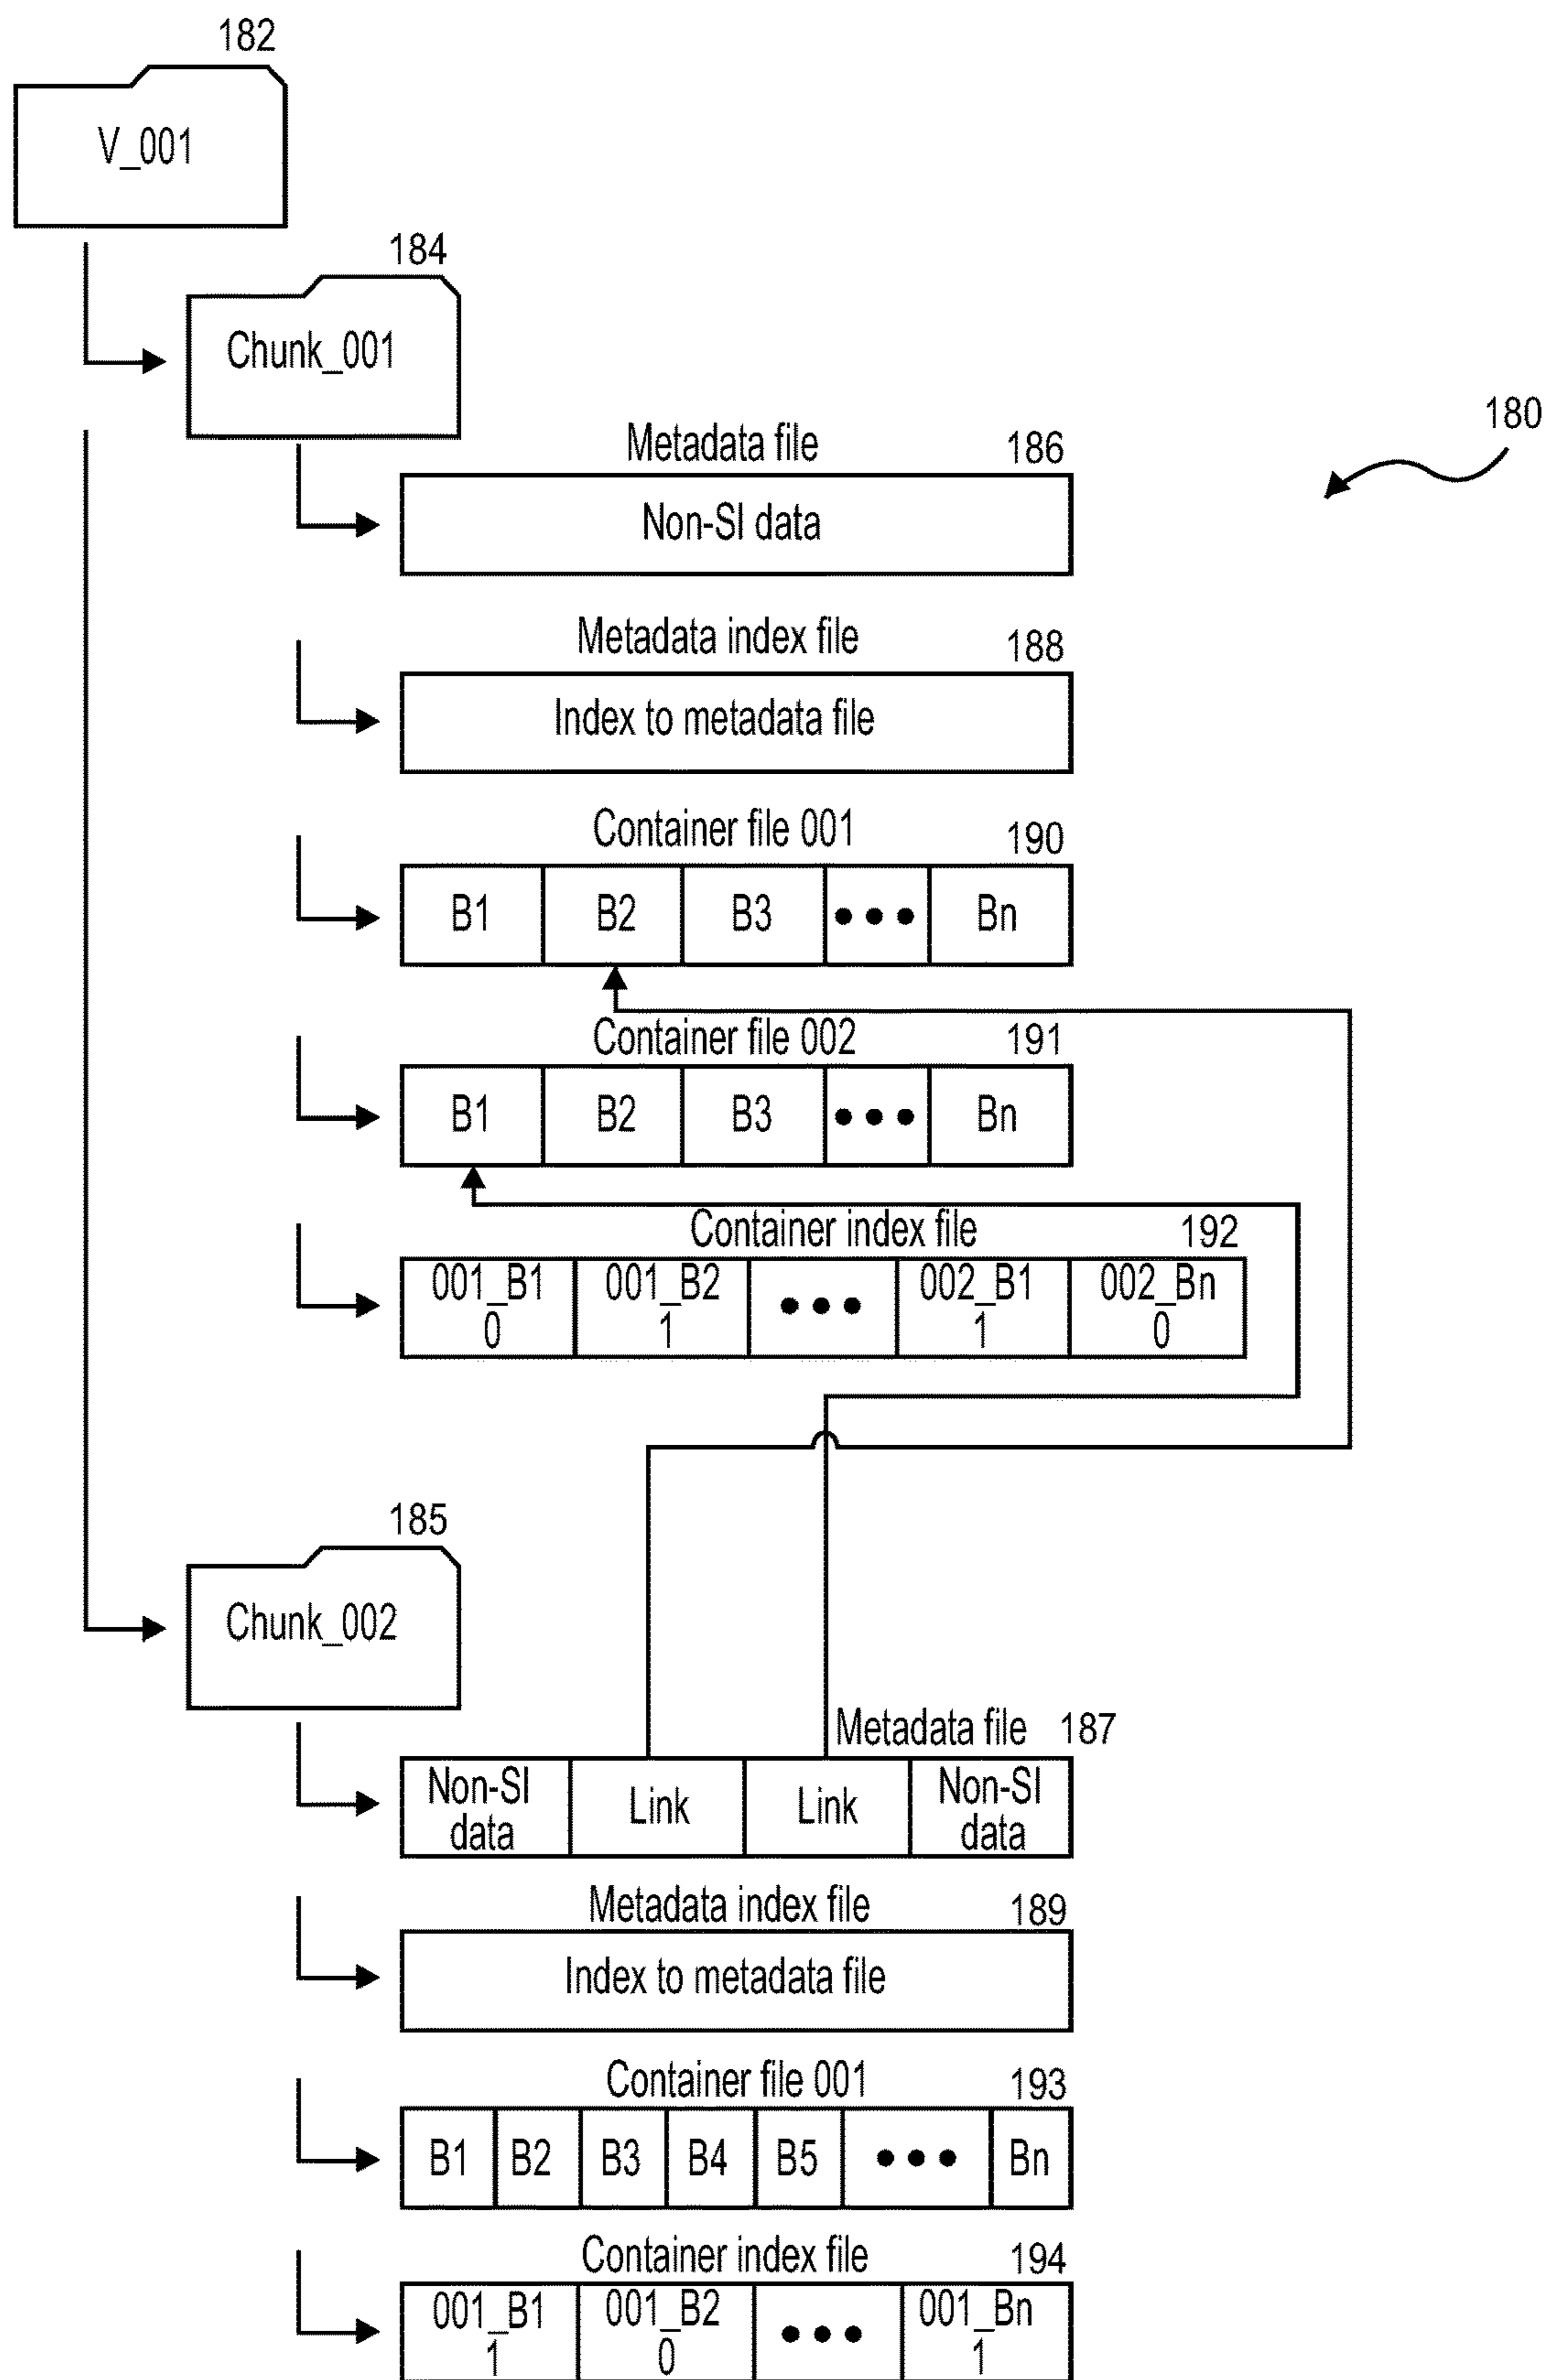 182
V_001
184
Chunk_001
180
Metadata file 186
Non-SI data
Metadata index file 188
Index to metadata file
Container file 001 190
B1 B2 B3 ••• Bn
Container file 002 191
B1 B2 B3 ••• Bn
Container index file 192
001_B1 001_B2 ••• 002_B1 002_Bn
0 1 1 0
185
Chunk_002
Metadata file 187
Non-SI data Link Link Non-SI data
Metadata index file 189
Index to metadata file
Container file 001 193
B1 B2 B3 B4 B5 ••• Bn
Container index file 194
001_B1 001_B2 ••• 001_Bn
1 0 1